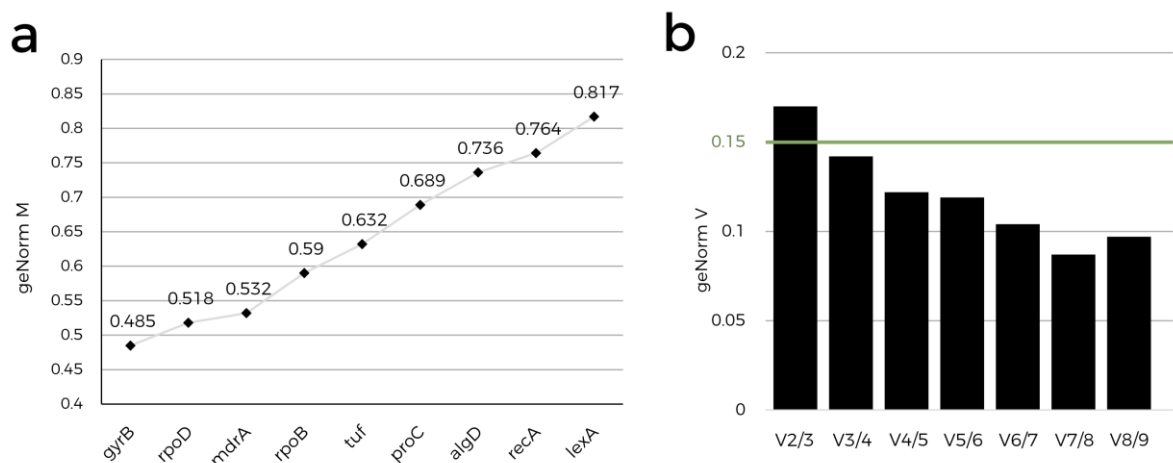 a
0.9
0.85
0.8
0.75
0.7
0.65
0.6
0.55
0.5
0.45
0.4
geNorm M
0.485
0.518
0.532
0.59
0.632
0.689
0.736
0.764
0.817
gyrB
rpoD
mdrA
rpoB
tuf
proC
algD
recA
lexA
b
0.2
0.15
0.1
0.05
0
geNorm V
V2/3
V3/4
V4/5
V5/6
V6/7
V7/8
V8/9